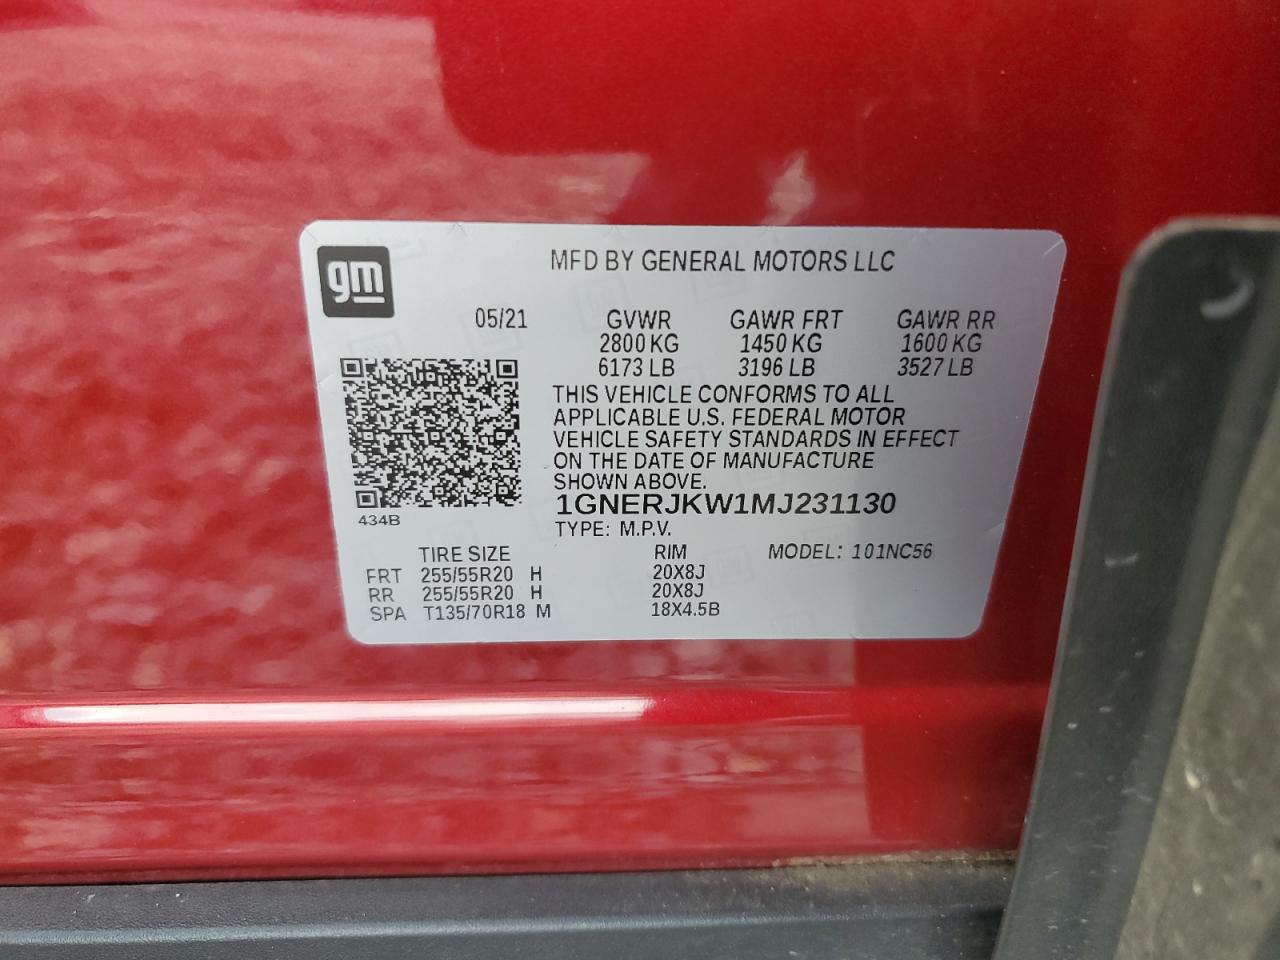 gm
MFD BY GENERAL MOTORS LLC
05/21 GVWR GAWR FRT GAWR RR
2800 KG 1450 KG 1600 KG
6173 LB 3196 LB 3527 LB
THIS VEHICLE CONFORMS TO ALL
APPLICABLE U.S. FEDERAL MOTOR
VEHICLE SAFETY STANDARDS IN EFFECT
ON THE DATE OF MANUFACTURE
SHOWN ABOVE.
1GNERJKW1MJ231130
434B
TYPE: M.P.V.
TIRE SIZE RIM MODEL: 101NC56
FRT 255/55R20 H 20X8J
RR 255/55R20 H 20X8J
SPA T135/70R18 M 18X4.5B